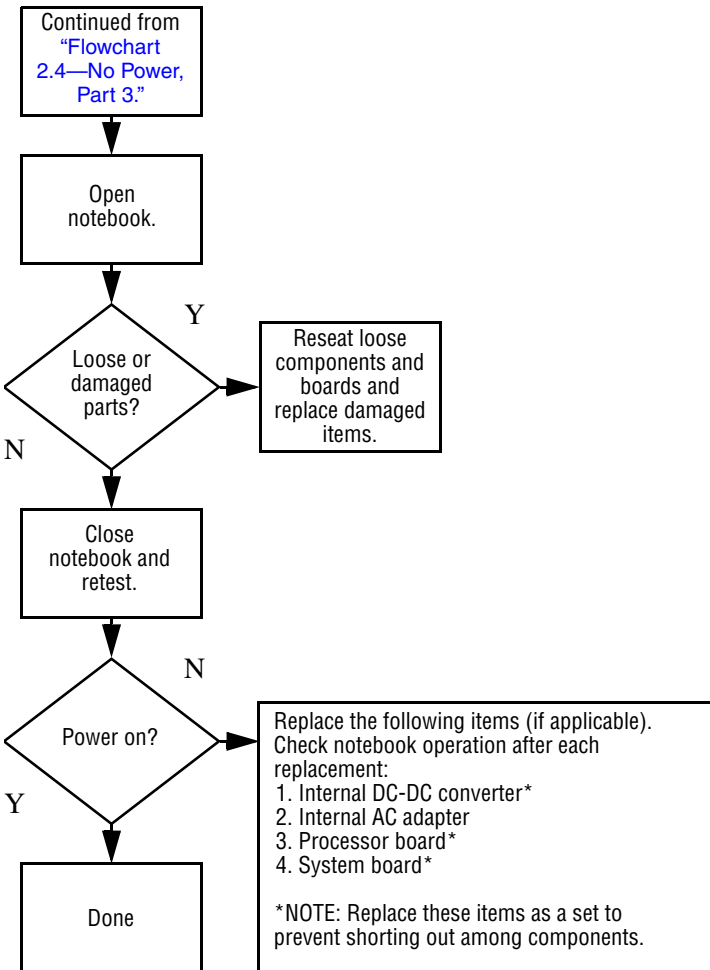 Continued from
“Flowchart
2.4—No Power,
Part 3.”
Open
notebook.
Y
Loose or
damaged
parts?
Reseat loose
components and
boards and
replace damaged
items.
N
Close
notebook and
retest.
N
Power on?
Replace the following items (if applicable).
Check notebook operation after each
replacement:
1. Internal DC-DC converter*
2. Internal AC adapter
3. Processor board*
4. System board*
*NOTE: Replace these items as a set to
prevent shorting out among components.
Y
Done